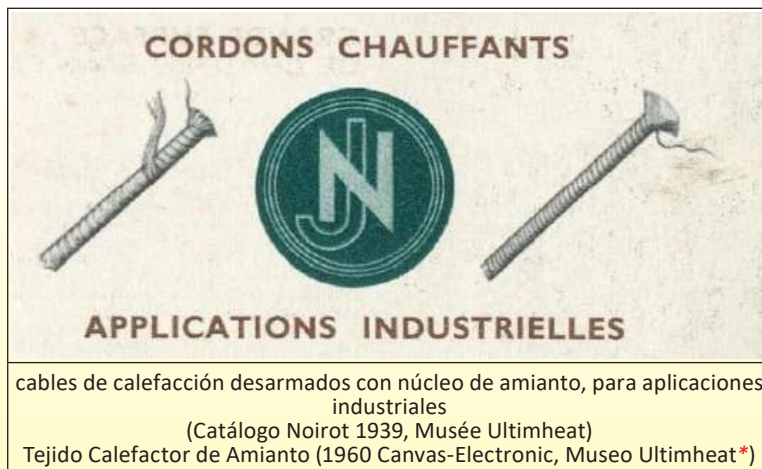 CORDONS CHAUFFANTS
JN
APPLICATIONS INDUSTRIELLES
cables de calefacción desarmados con núcleo de amianto, para aplicaciones
industriales
(Catálogo Noirot 1939, Musée Ultimheat)
Tejido Calefactor de Amianto (1960 Canvas-Electronic, Museo Ultimheat*)